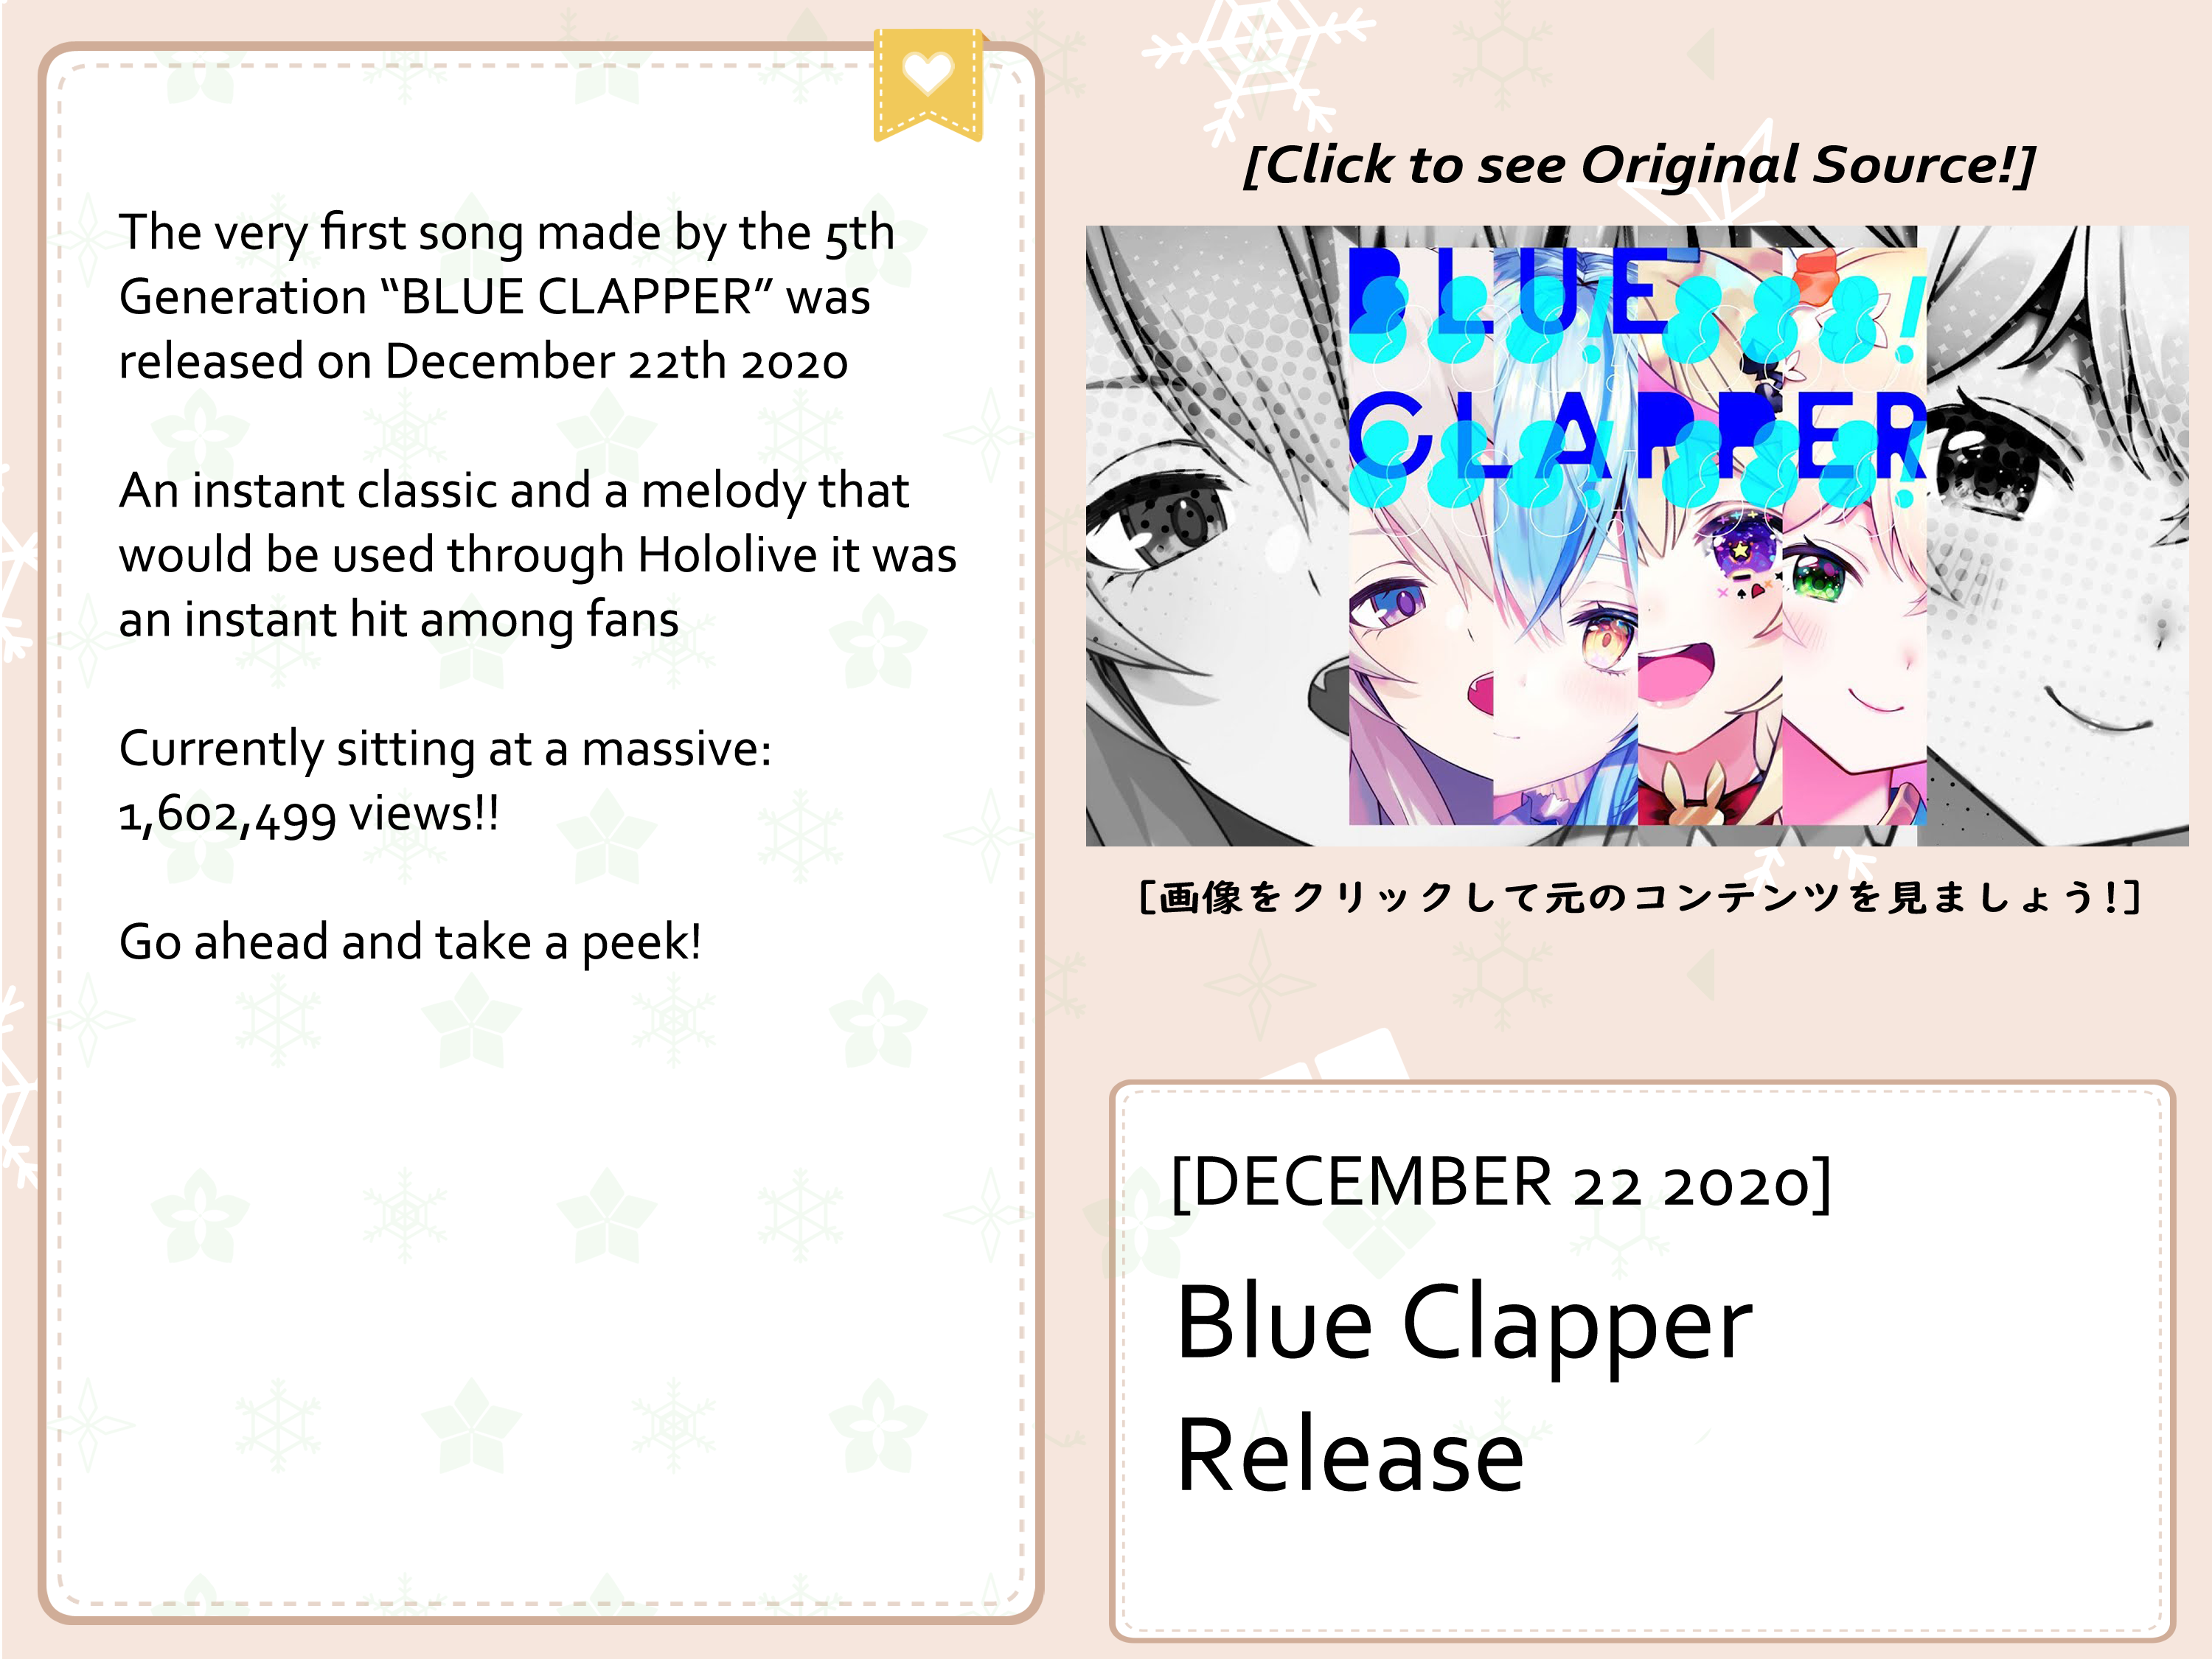 The very first song made by the 5th
Generation “BLUE CLAPPER” was
released on December 22th 2020
An instant classic and a melody that
would be used through Hololive it was
an instant hit among fans
Currently sitting at a massive:
1,602,499 views!!
Go ahead and take a peek!
[Click to see Original Source!]
BLUE
888! 888!
CLAPPER
888! 888!
[画像をクリックして元のコンテンツを見ましょう!]
[DECEMBER 22 2020]
Blue Clapper
Release